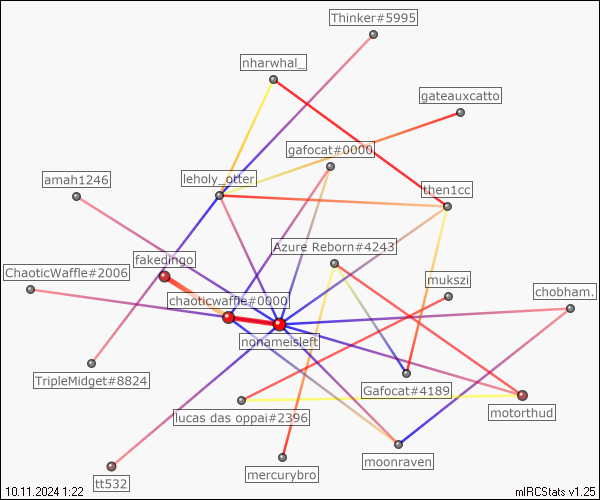 Thinker#5995
nharwhal_
gateauxcatto
gafocat#0000
amah1246
leholy_otter
then1cc
Azure Reborn#4243
fakedingo
ChaoticWaffle#2006
mukszi
chobham.
chaoticwaffle#0000
nonameisleft
TripleMidget#8824
Gafocat#4189
motorthud
lucas das oppai#2396
moonraven
mercurybro
tt532
10.11.2024 1:22
mIRCStats v1.25